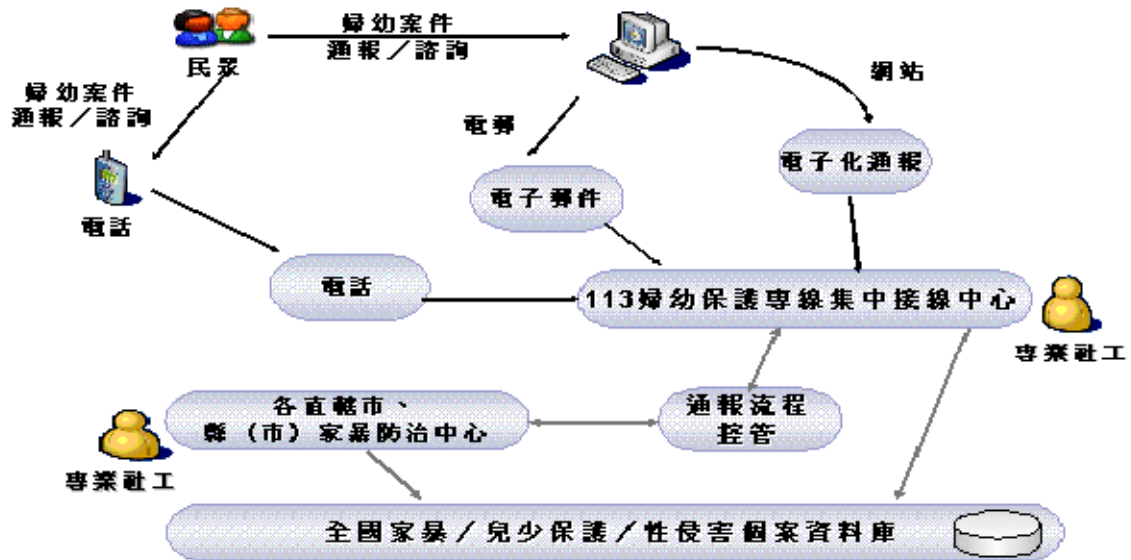 婦幼案件
通報／諮詢
民眾
婦幼案件
通報／諮詢
網站
電郵
電子化通報
電子郵件
電話
電話
113婦幼保護專線集中接線中心
專業社工
各直轄市、
縣（市）家暴防治中心
通報流程
控管
專業社工
全國家暴／兒少保護／性侵害個案資料庫